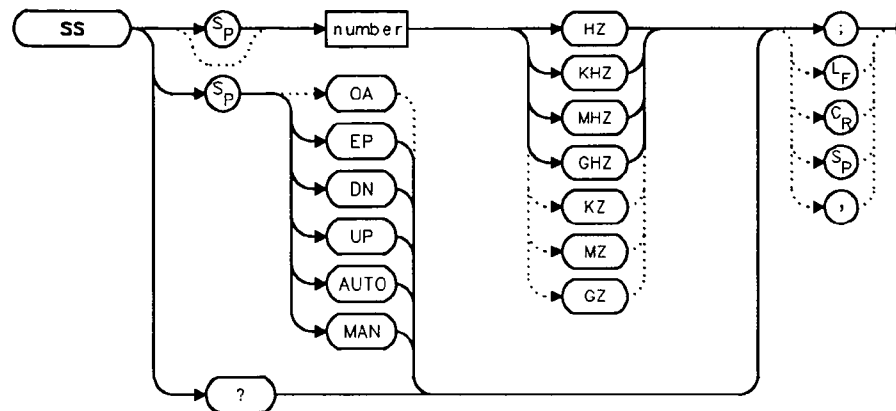 SS
SP
number
HZ
;
KHZ
LF
SP
OA
MHZ
CR
EP
GHZ
SP
DN
KZ
,
UP
MZ
AUTO
GZ
MAN
?